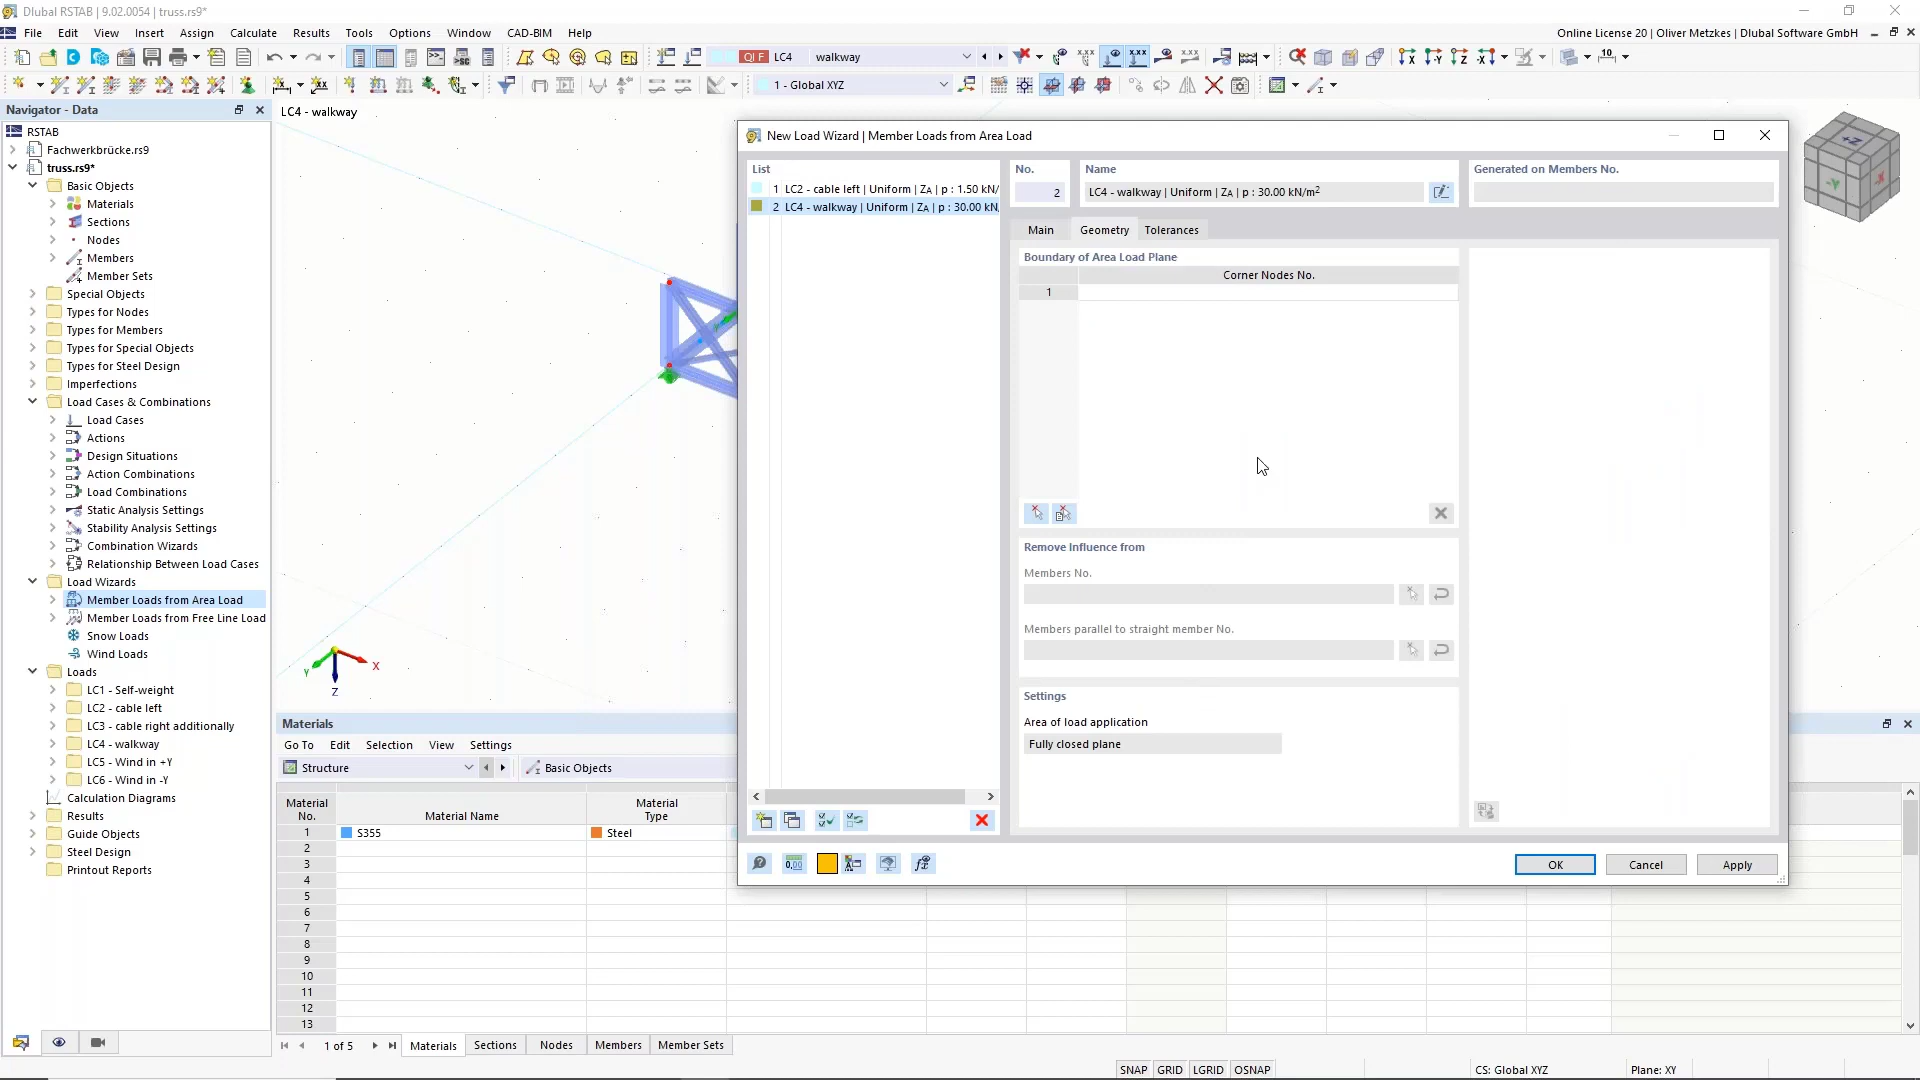 Dlubal RSTAB | 9.02.0054 | truss.rs9*
File Edit View Insert Assign Calculate Results Tools Options Window CAD-BIM Help
Online License 20 | Oliver Metzkes | Dlubal Software GmbH
QI F LC4 walkway
1 - Global XYZ
Navigator - Data
RSTAB
Fachwerkbrücke.rs9
truss.rs9*
Basic Objects
Materials
Sections
Nodes
Members
Member Sets
Special Objects
Types for Nodes
Types for Members
Types for Special Objects
Types for Steel Design
Imperfections
Load Cases & Combinations
Load Cases
Actions
Design Situations
Action Combinations
Load Combinations
Static Analysis Settings
Stability Analysis Settings
Combination Wizards
Relationship Between Load Cases
Load Wizards
Member Loads from Area Load
Member Loads from Free Line Load
Snow Loads
Wind Loads
Loads
LC1 - Self-weight
LC2 - cable left
LC3 - cable right additionally
LC4 - walkway
LC5 - Wind in +Y
LC6 - Wind in -Y
Calculation Diagrams
Results
Guide Objects
Steel Design
Printout Reports
LC4 - walkway
X
Y
Z
+Z
-Y
-X
New Load Wizard | Member Loads from Area Load
List
1 LC2 - cable left | Uniform | ZA | p : 1.50 kN/
2 LC4 - walkway | Uniform | ZA | p : 30.00 kN
No.
2
Name
LC4 - walkway | Uniform | ZA | p : 30.00 kN/m²
Generated on Members No.
Main Geometry Tolerances
Boundary of Area Load Plane
Corner Nodes No.
1
Remove Influence from
Members No.
Members parallel to straight member No.
Settings
Area of load application
Fully closed plane
OK Cancel Apply
Materials
Go To Edit Selection View Settings
Structure
Basic Objects
Material No.
Material Name
Material Type
1 S355 Steel
2
3
4
5
6
7
8
9
10
11
12
13
1 of 5
Materials Sections Nodes Members Member Sets
SNAP GRID LGRID OSNAP
CS: Global XYZ
Plane: XY